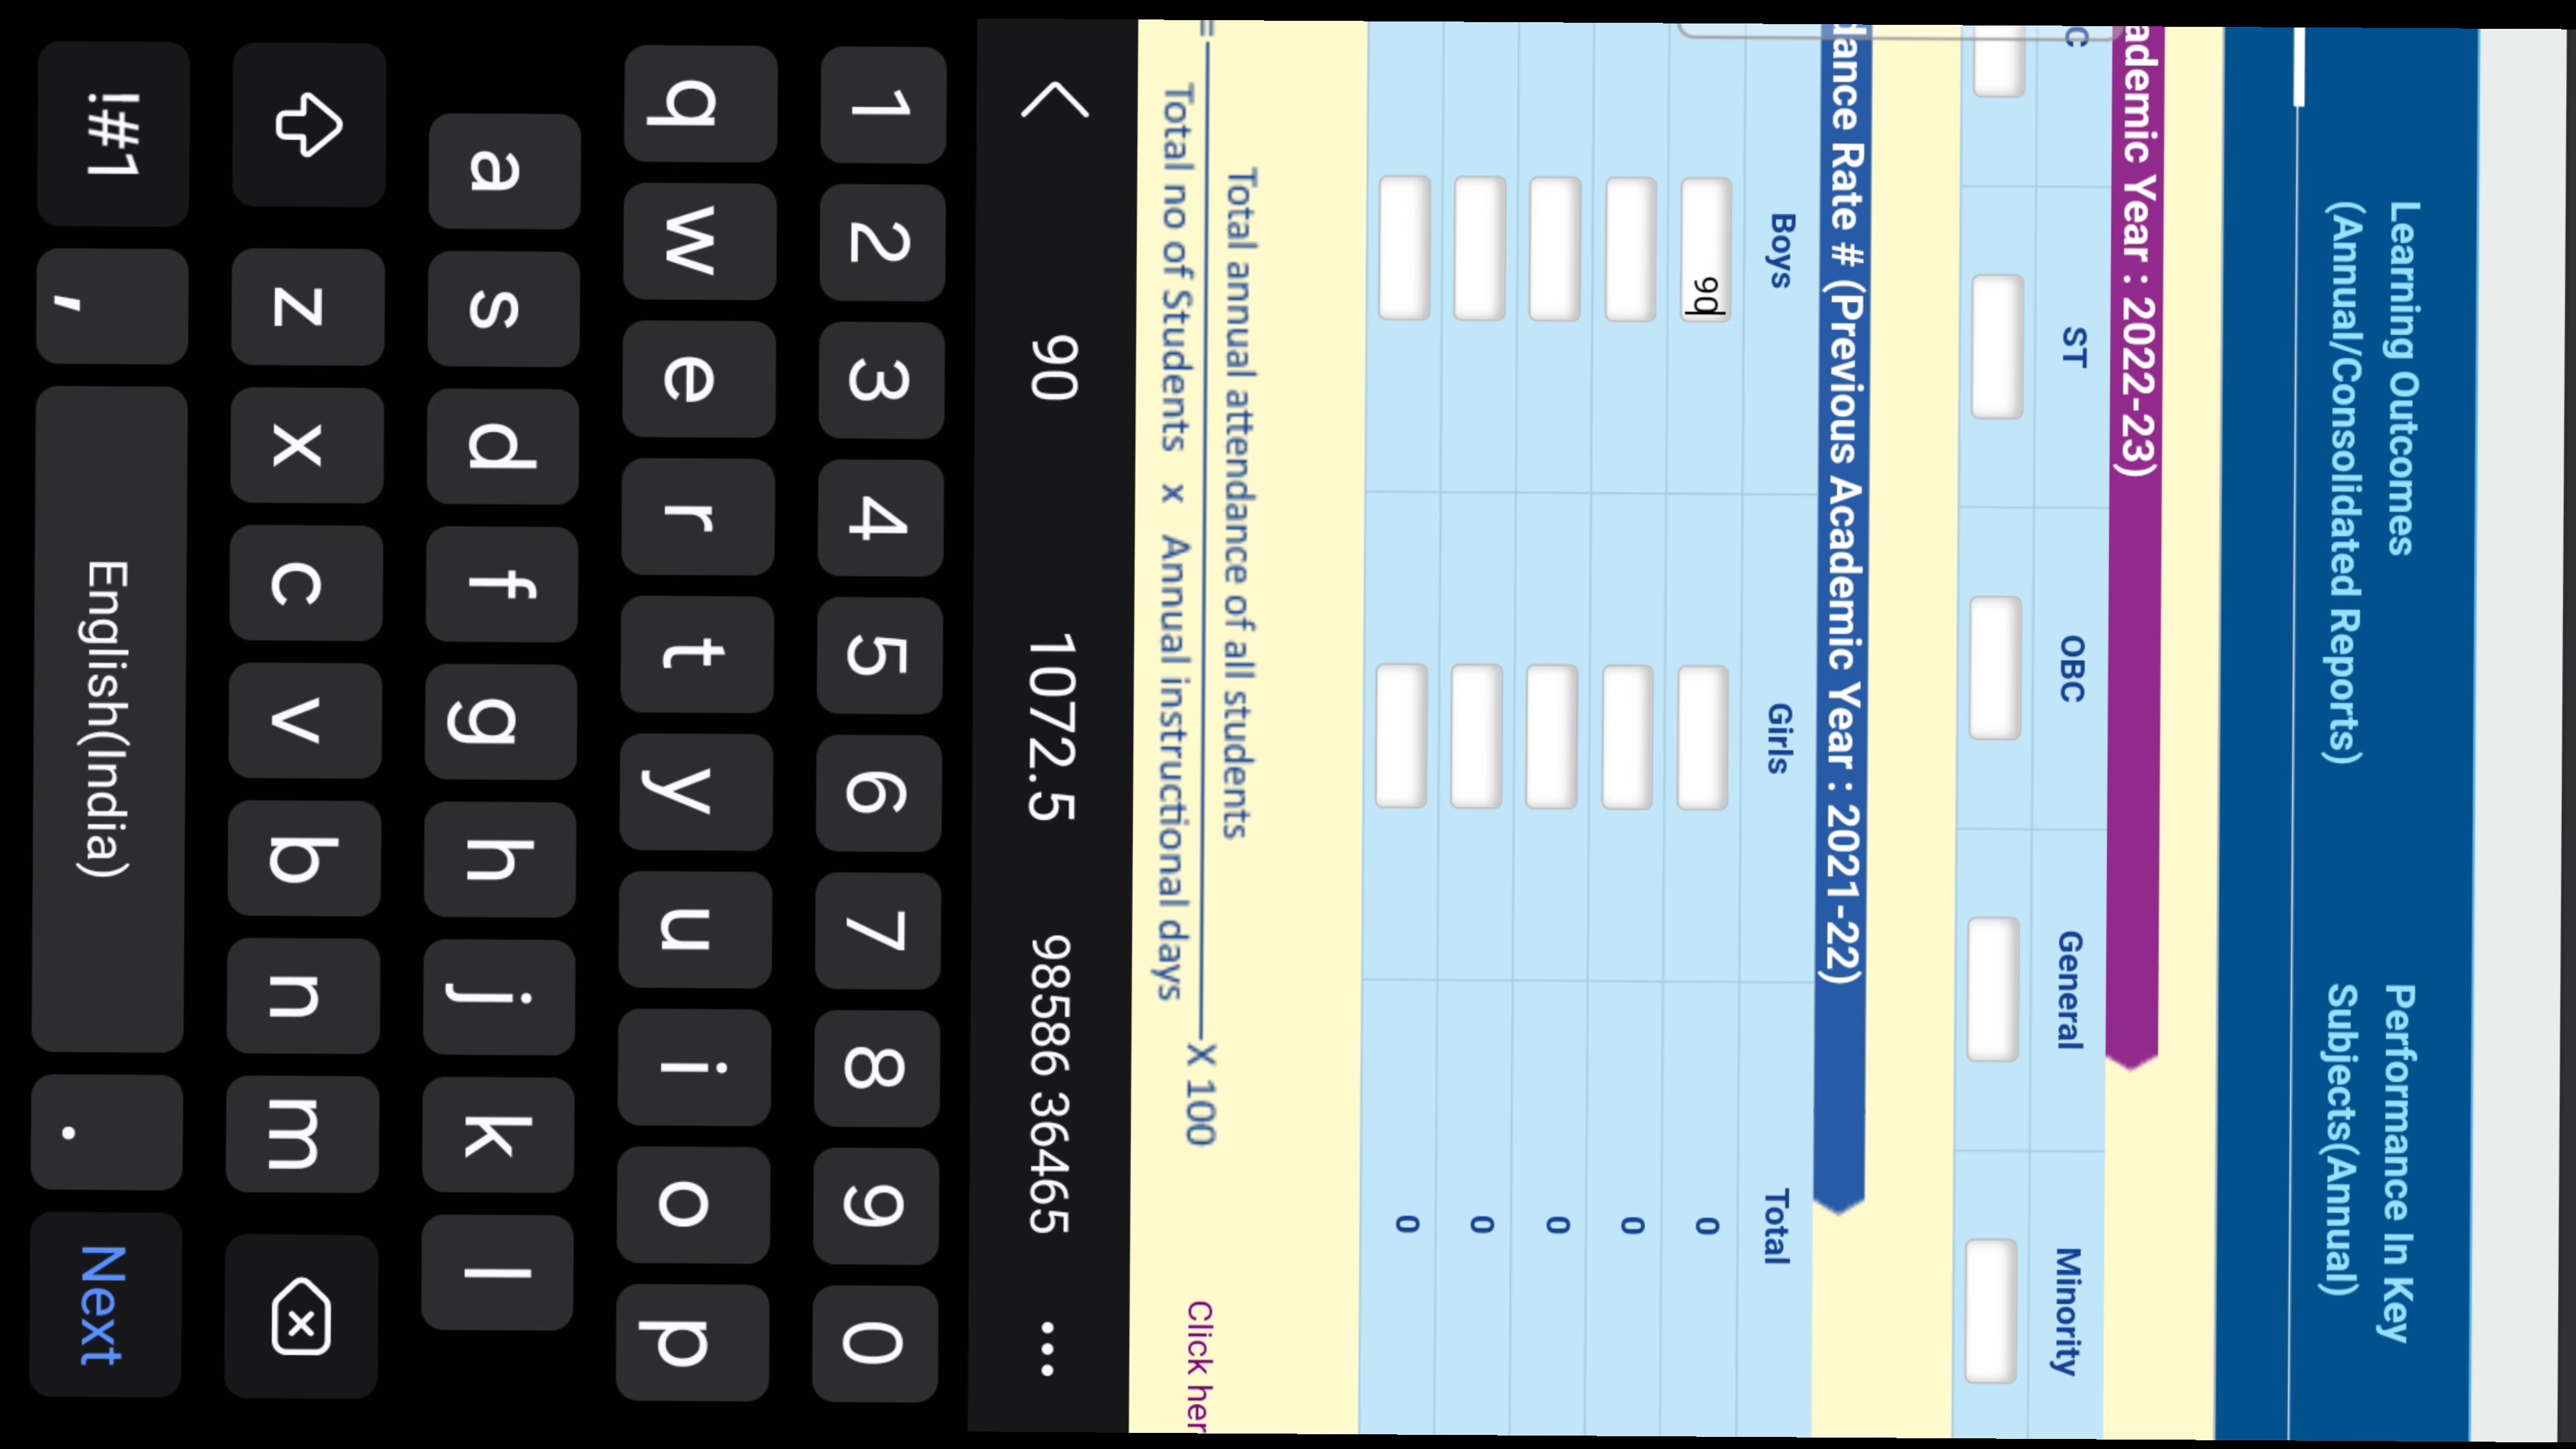 Learning Outcomes
(Annual/Consolidated Reports)
Performance In Key
Subjects(Annual)
ademic Year : 2022-23)
C ST OBC General Minority
dance Rate # (Previous Academic Year : 2021-22)
Boys Girls Total
90 0
0
0
0
0
Total annual attendance of all students
= X 100
Total no of Students x Annual instructional days
Click her
90 1072.5 98586 36465 ...
1 2 3 4 5 6 7 8 9 0
q w e r t y u i o p
a s d f g h j k l
z x c v b n m
!#1 , English(India) . Next